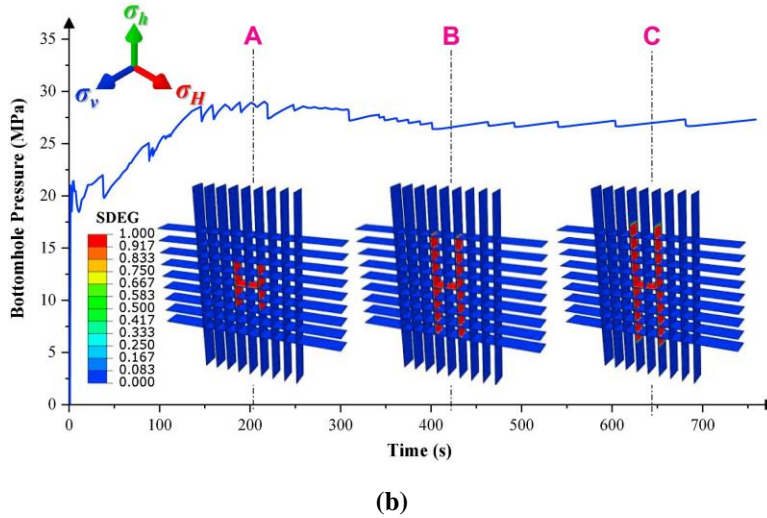 A B C
σh
σv
σH
Bottomhole Pressure (MPa)
35
30
25
20
15
10
5
0
SDEG
1.000
0.917
0.833
0.750
0.667
0.583
0.500
0.417
0.333
0.250
0.167
0.083
0.000
0 100 200 300 400 500 600 700
Time (s)
(b)